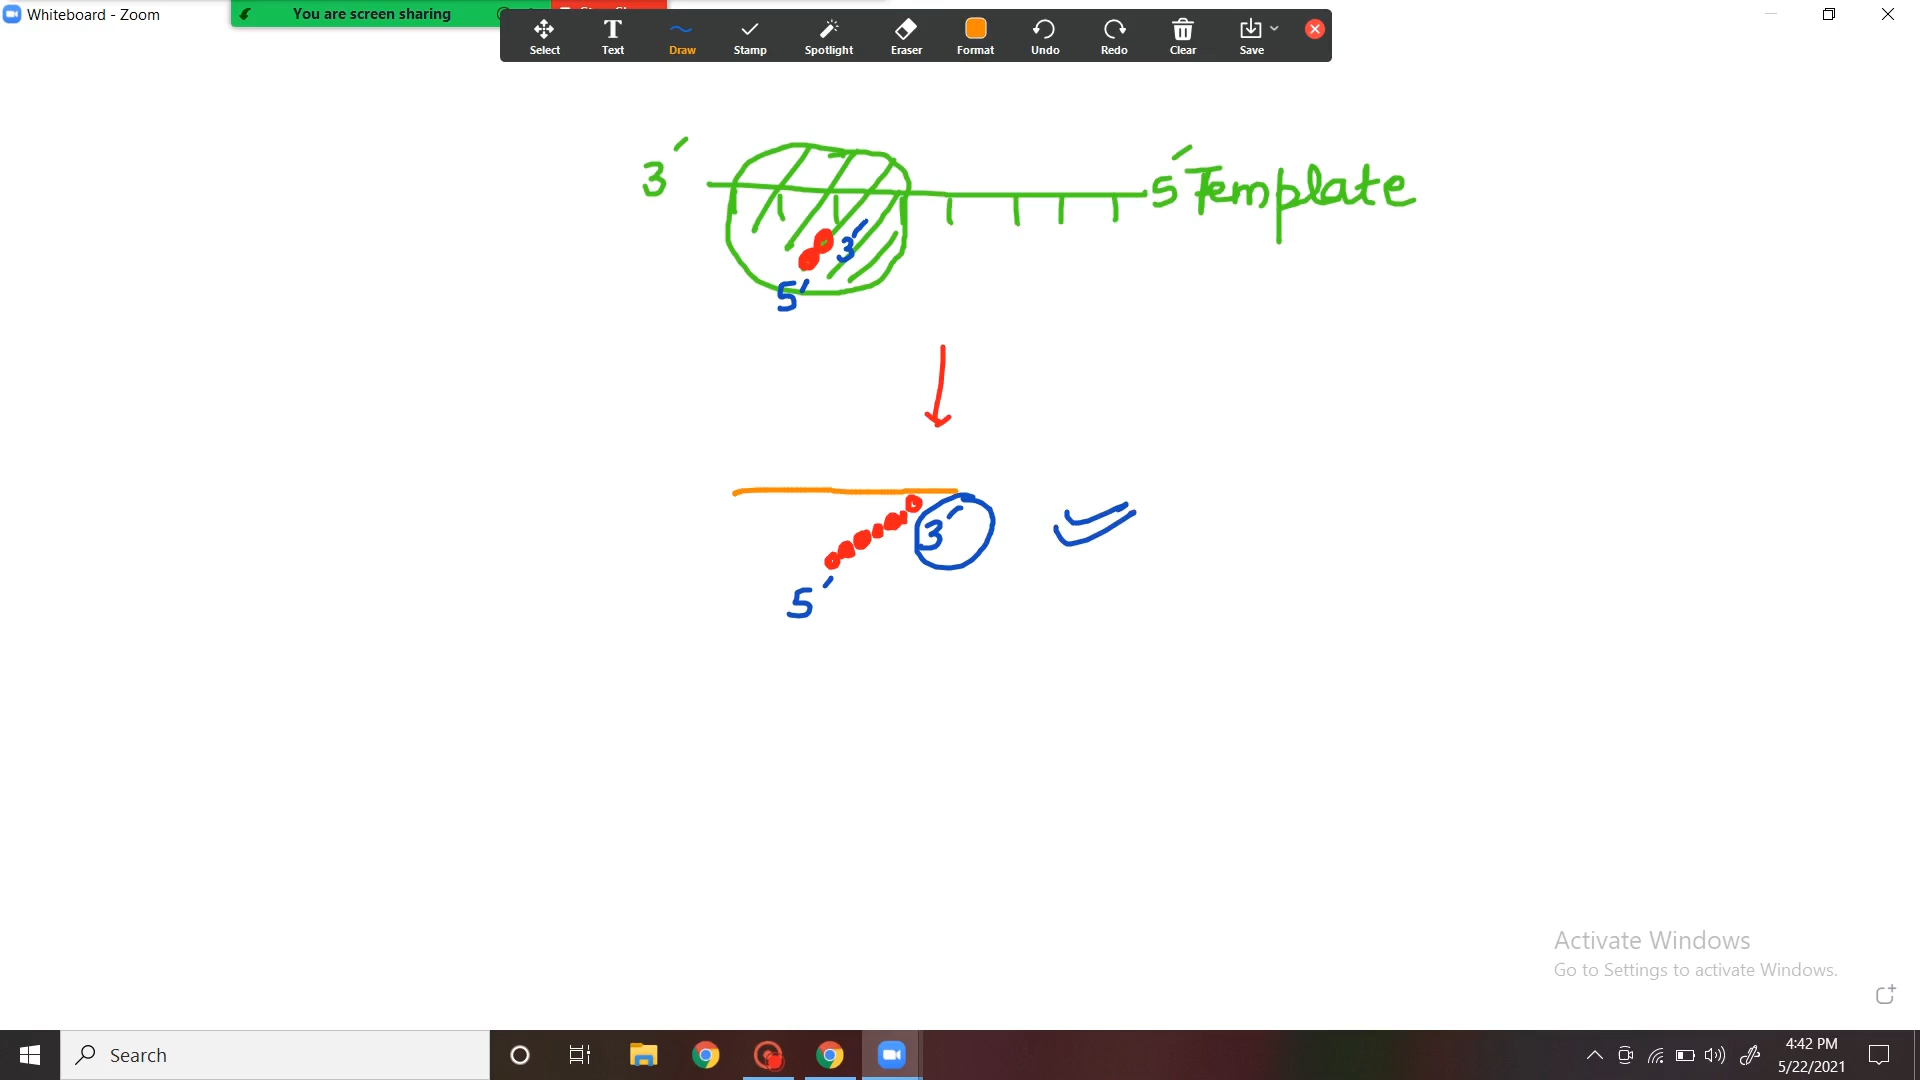 Whiteboard - Zoom
You are screen sharing
Select Text Draw Stamp Spotlight Eraser Format Undo Redo Clear Save
3′ 5′ Template
3′
5′
3′
5′
Activate Windows
Go to Settings to activate Windows.
Search
4:42 PM
5/22/2021